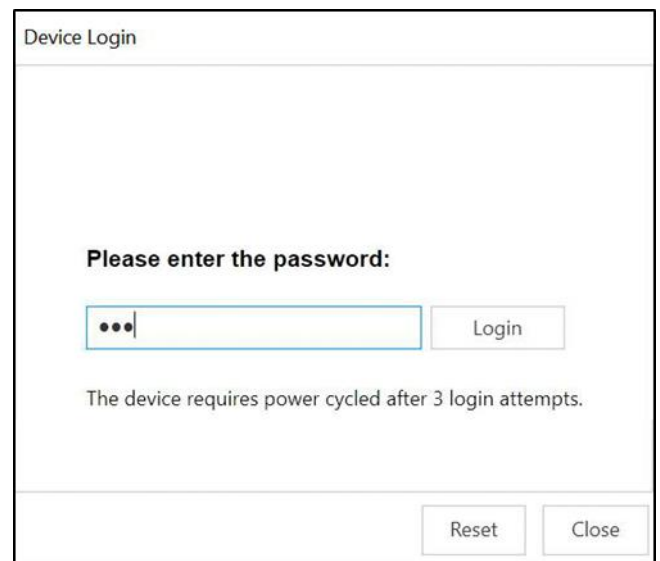 Device Login
Please enter the password:
●●●
Login
The device requires power cycled after 3 login attempts.
Reset
Close